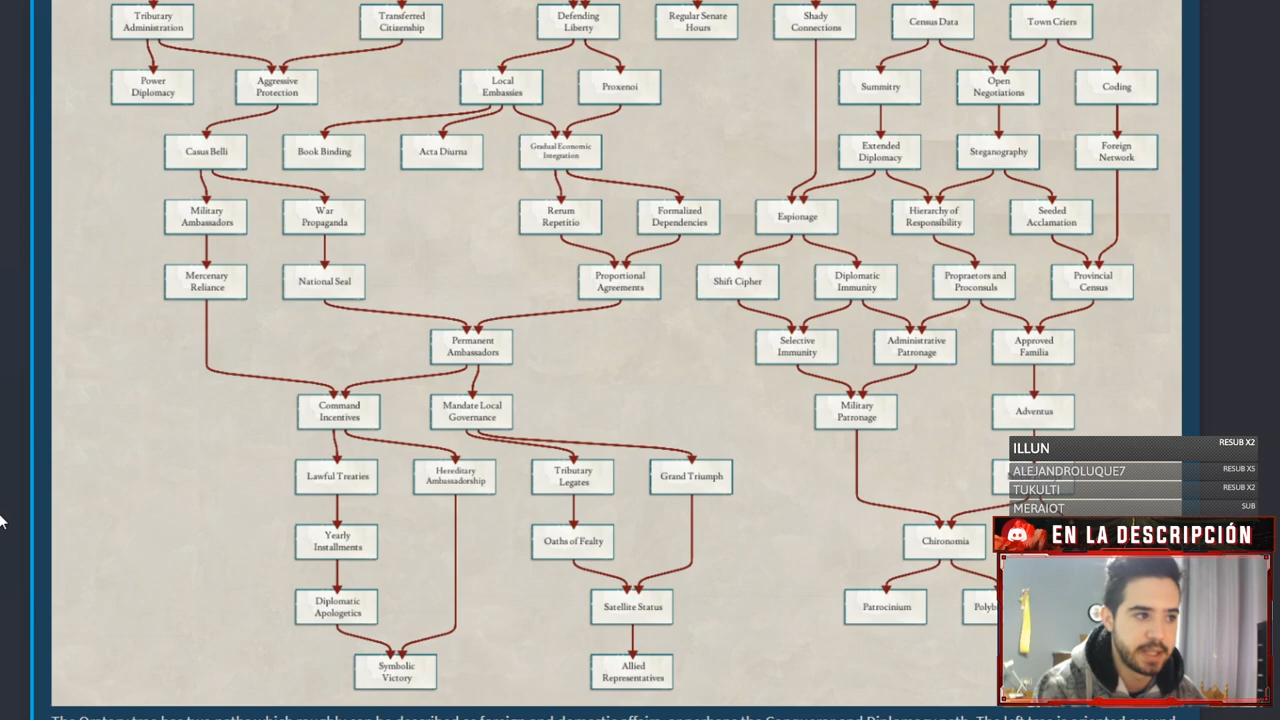 Tributary
Administration
Transferred
Citizenship
Defending
Liberty
Regular Senate
Hours
Shady
Connections
Census Data
Town Criers
Power
Diplomacy
Aggressive
Protection
Local
Embassies
Proxenoi
Summitry
Open
Negotiations
Coding
Casus Belli
Book Binding
Acta Diurna
Gradual Economic
Integration
Extended
Diplomacy
Steganography
Foreign
Network
Military
Ambassadors
War
Propaganda
Rerum
Repetitio
Formalized
Dependencies
Espionage
Hierarchy of
Responsibility
Seeded
Acclamation
Mercenary
Reliance
National Seal
Proportional
Agreements
Shift Cipher
Diplomatic
Immunity
Propraetors and
Proconsuls
Provincial
Census
Permanent
Ambassadors
Selective
Immunity
Administrative
Patronage
Approved
Familia
Command
Incentives
Mandate Local
Governance
Military
Patronage
Adventus
Lawful Treaties
Hereditary
Ambassadorship
Tributary
Legates
Grand Triumph
ILLUN RESUB X2
ALEJANDROLUQUE7 RESUB X5
TUKULTI RESUB X2
MERAIOT SUB
EN LA DESCRIPCIÓN
Yearly
Installments
Oaths of Fealty
Chironomia
Diplomatic
Apologetics
Satellite Status
Patrocinium
Polyb
Symbolic
Victory
Allied
Representatives